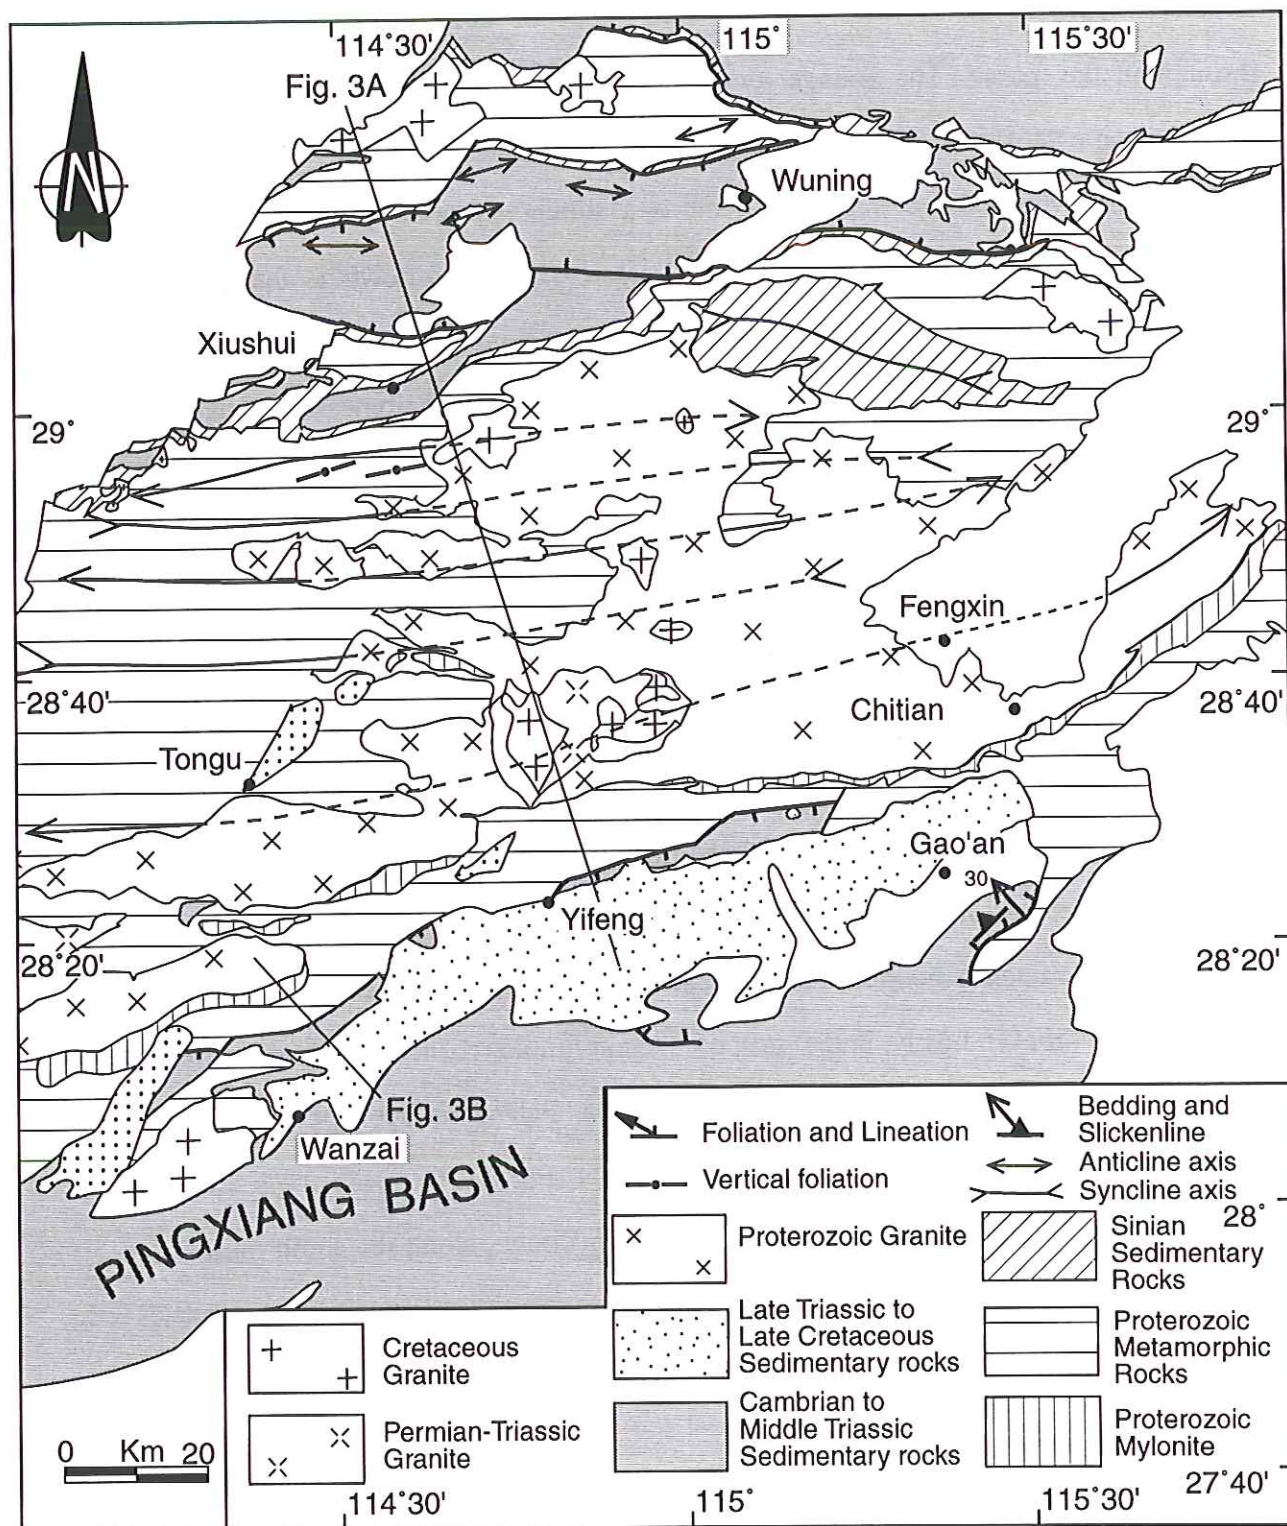 114°30'
115°
115°30'
Fig. 3A
N
Wuning
Xiushui
29°
29°
Fengxin
28°40'
Chitian
28°40'
Tongu
Gao'an
30
Yifeng
28°20'
28°20'
Fig. 3B
Wanzai
PINGXIANG BASIN
Foliation and Lineation
Bedding and
Slickenline
Vertical foliation
Anticline axis
Syncline axis
28°
Proterozoic Granite
Sinian
Sedimentary
Rocks
Late Triassic to
Late Cretaceous
Sedimentary rocks
Proterozoic
Metamorphic
Rocks
Cretaceous
Granite
Cambrian to
Middle Triassic
Sedimentary rocks
Proterozoic
Mylonite
Permian-Triassic
Granite
0 Km 20
27°40'
114°30'
115°
115°30'